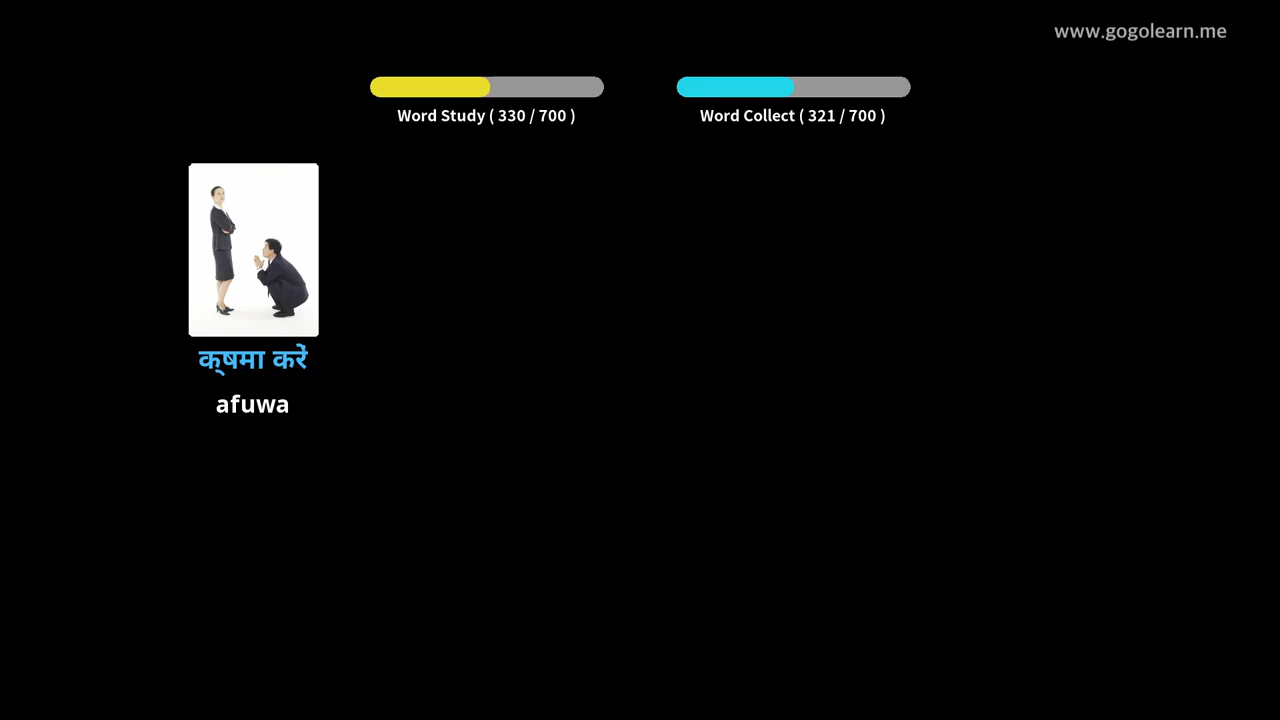 www.gogolearn.me
Word Study ( 330 / 700 )
Word Collect ( 321 / 700 )
क्षमा करें
afuwa